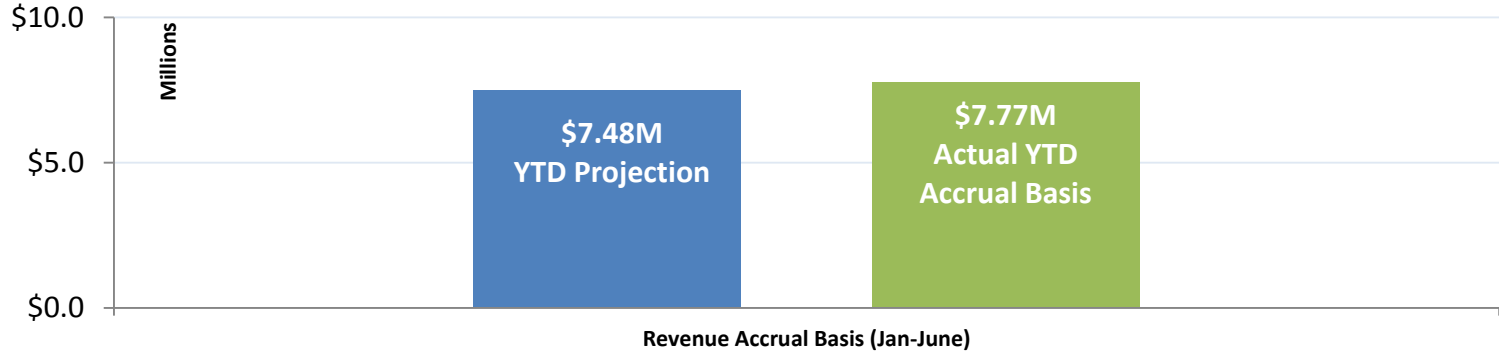 $10.0
Millions
$5.0
$0.0
$7.48M
YTD Projection
$7.77M
Actual YTD
Accrual Basis
Revenue Accrual Basis (Jan-June)